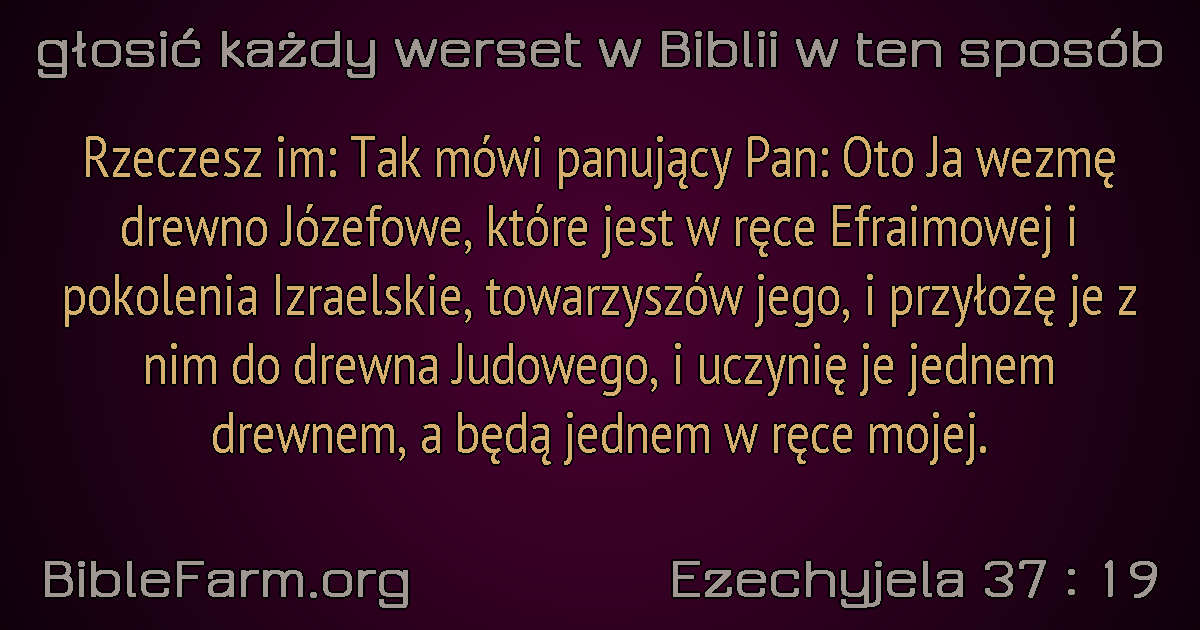 głosić każdy werset w Biblii w ten sposób
Rzeczesz im: Tak mówi panujący Pan: Oto Ja wezmę
drewno Józefowe, które jest w ręce Efraimowej i
pokolenia Izraelskie, towarzyszów jego, i przyłożę je z
nim do drewna Judowego, i uczynię je jednem
drewnem, a będą jednem w ręce mojej.
BibleFarm.org
Ezechyjela 37 : 19